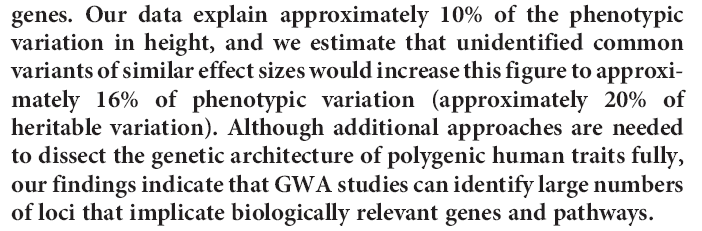 genes. Our data explain approximately 10% of the phenotypic
variation in height, and we estimate that unidentified common
variants of similar effect sizes would increase this figure to approxi-
mately 16% of phenotypic variation (approximately 20% of
heritable variation). Although additional approaches are needed
to dissect the genetic architecture of polygenic human traits fully,
our findings indicate that GWA studies can identify large numbers
of loci that implicate biologically relevant genes and pathways.